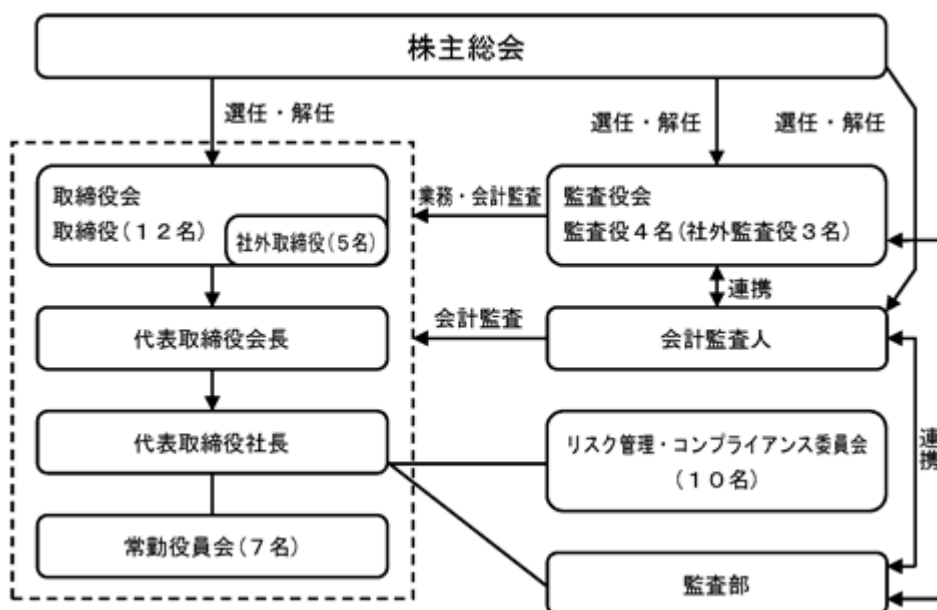 株主総会
選任・解任
選任・解任
選任・解任
取締役会
取締役(12名)
社外取締役(5名)
業務・会計監査
監査役会
監査役4名(社外監査役3名)
連携
代表取締役会長
会計監査
会計監査人
代表取締役社長
リスク管理・コンプライアンス委員会
(10名)
連携
常勤役員会(7名)
監査部